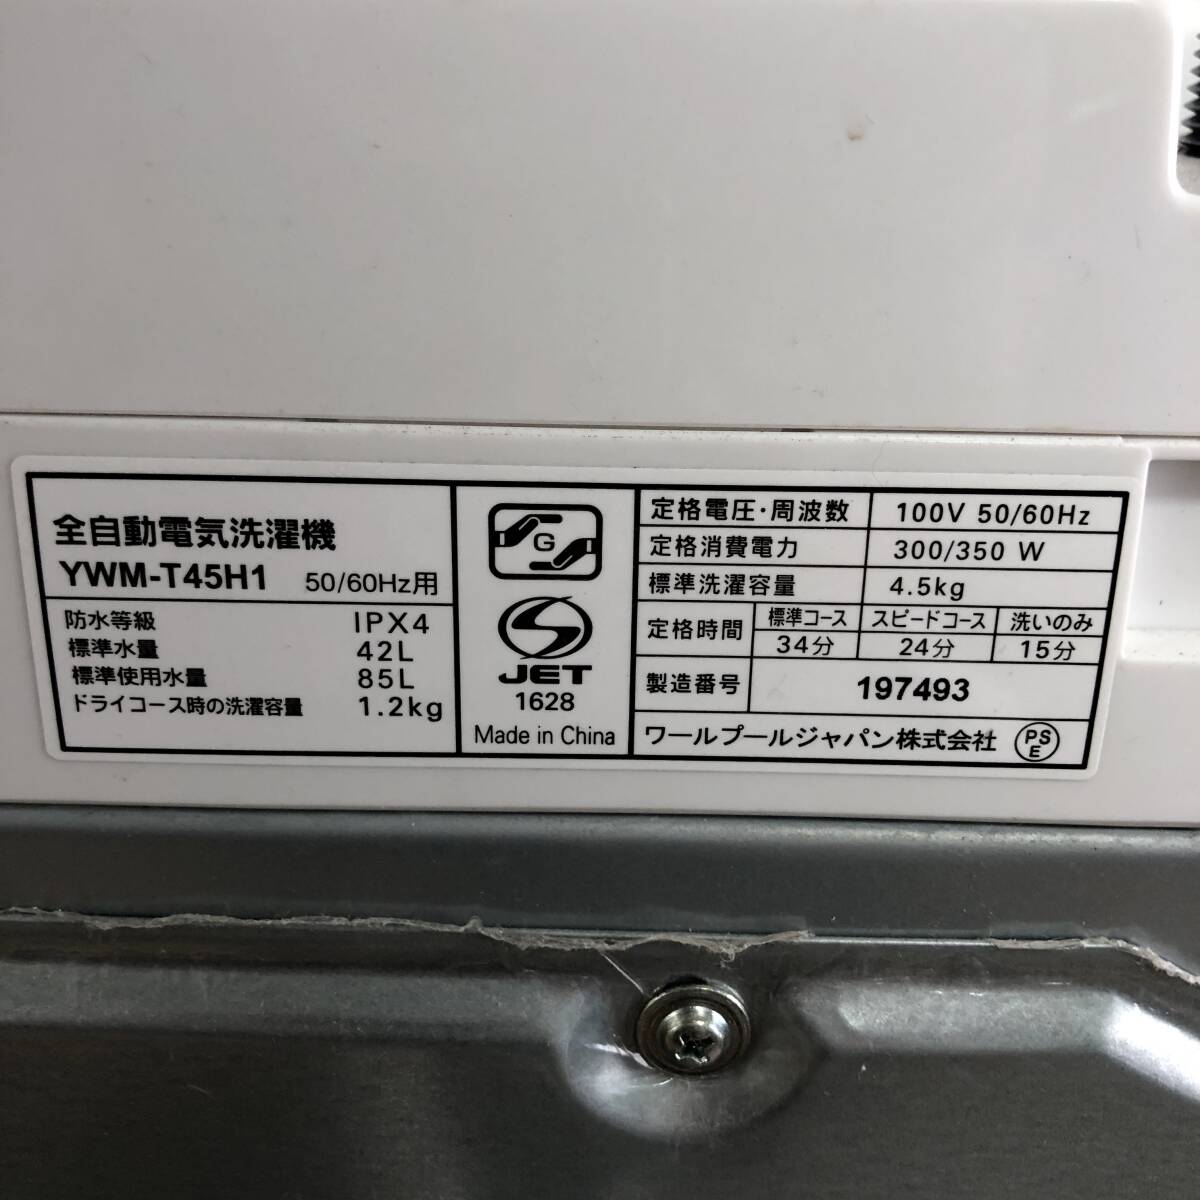 全自動電気洗濯機
YWM-T45H1 50/60Hz用
防水等級 IPX4
標準水量 42L
標準使用水量 85L
ドライコース時の洗濯容量 1.2kg
G
JET
1628
Made in China
定格電圧・周波数 100V 50/60Hz
定格消費電力 300/350 W
標準洗濯容量 4.5kg
定格時間 標準コース スピードコース 洗いのみ
34分 24分 15分
製造番号 197493
ワールプールジャパン株式会社 PSE